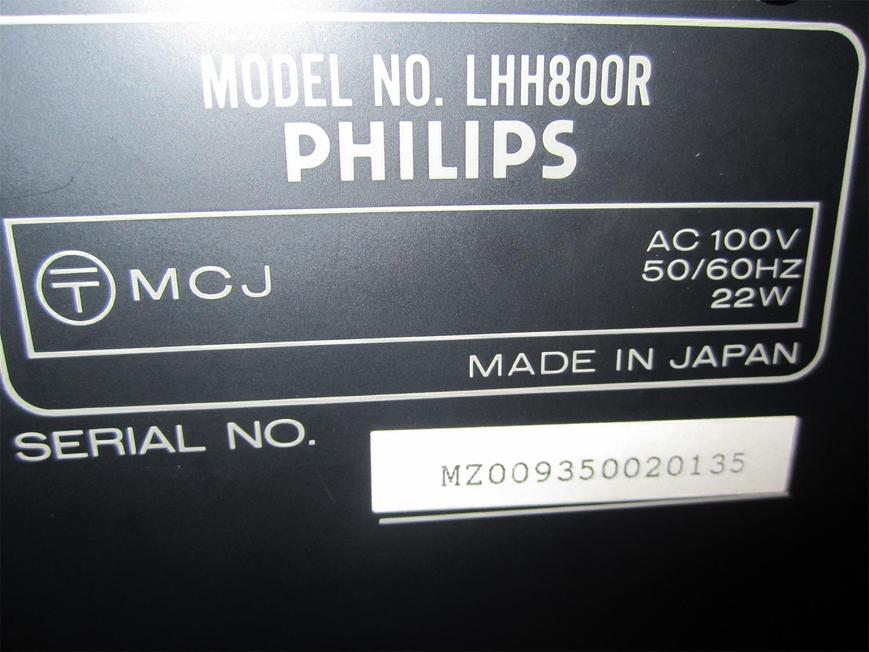 MODEL NO. LHH800R
PHILIPS
〒 MCJ
AC 100V
50/60HZ
22W
MADE IN JAPAN
SERIAL NO.
MZ009350020135